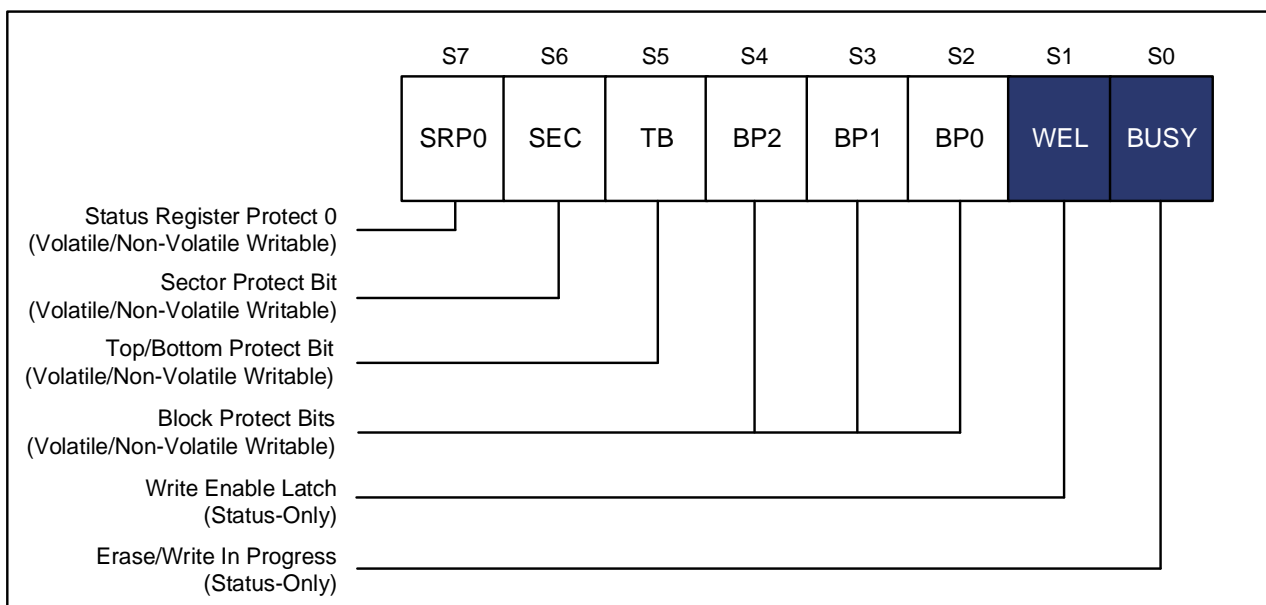 S7 S6 S5 S4 S3 S2 S1 S0
SRP0 SEC TB BP2 BP1 BP0 WEL BUSY
Status Register Protect 0
(Volatile/Non-Volatile Writable)
Sector Protect Bit
(Volatile/Non-Volatile Writable)
Top/Bottom Protect Bit
(Volatile/Non-Volatile Writable)
Block Protect Bits
(Volatile/Non-Volatile Writable)
Write Enable Latch
(Status-Only)
Erase/Write In Progress
(Status-Only)